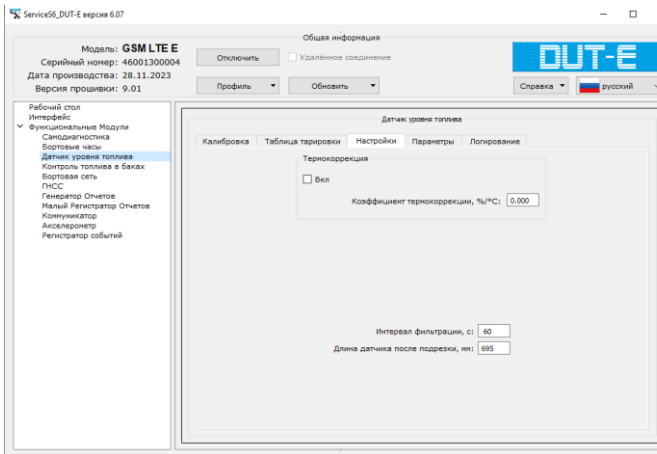 ServiceS6_DUT-E версия 6.07
Общая информация
Модель: GSM LTE E
Серийный номер: 46001300004
Дата производства: 28.11.2023
Версия прошивки: 9.01
Отключить
Удалённое соединение
Профиль
Обновить
DUT-E
Справка
русский
Рабочий стол
Интерфейс
Функциональные Модули
Самодиагностика
Бортовые часы
Датчик уровня топлива
Контроль топлива в баках
Бортовая сеть
ГНСС
Генератор Отчетов
Малый Регистратор Отчетов
Коммуникатор
Акселерометр
Регистратор событий
Датчик уровня топлива
Калибровка Таблица тарировки Настройки Параметры Логирование
Термокоррекция
Вкл
Коэффициент термокоррекции, %/°C: 0.000
Интервал фильтрации, с: 60
Длина датчика после подрезки, мм: 695